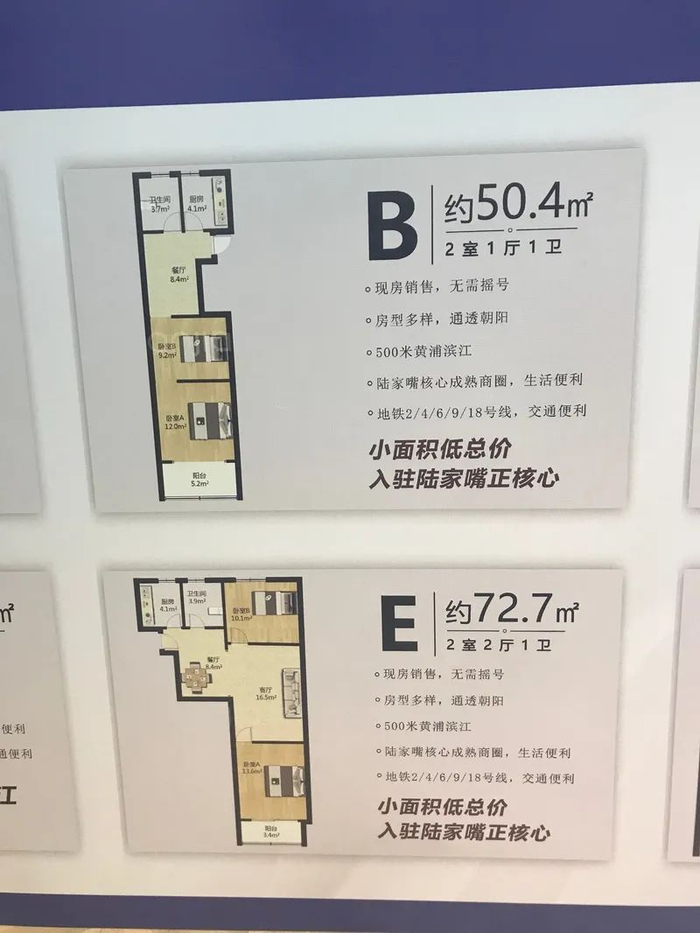 卫生间
3.7m²
厨房
4.1m²
餐厅
8.4m²
卧室B
9.2m²
卧室A
12.0m²
阳台
5.2m²
B
约50.4㎡
2室1厅1卫
现房销售，无需摇号
房型多样，通透朝阳
500米黄浦滨江
陆家嘴核心成熟商圈，生活便利
地铁2/4/6/9/18号线，交通便利
小面积低总价
入驻陆家嘴正核心
㎡
便利
通便利
江
厨房
4.1m²
卫生间
3.9m²
卧室B
10.1m²
餐厅
8.4m²
客厅
16.5m²
卧室A
13.6m²
阳台
3.4m²
E
约72.7㎡
2室2厅1卫
现房销售，无需摇号
房型多样，通透朝阳
500米黄浦滨江
陆家嘴核心成熟商圈，生活便利
地铁2/4/6/9/18号线，交通便利
小面积低总价
入驻陆家嘴正核心